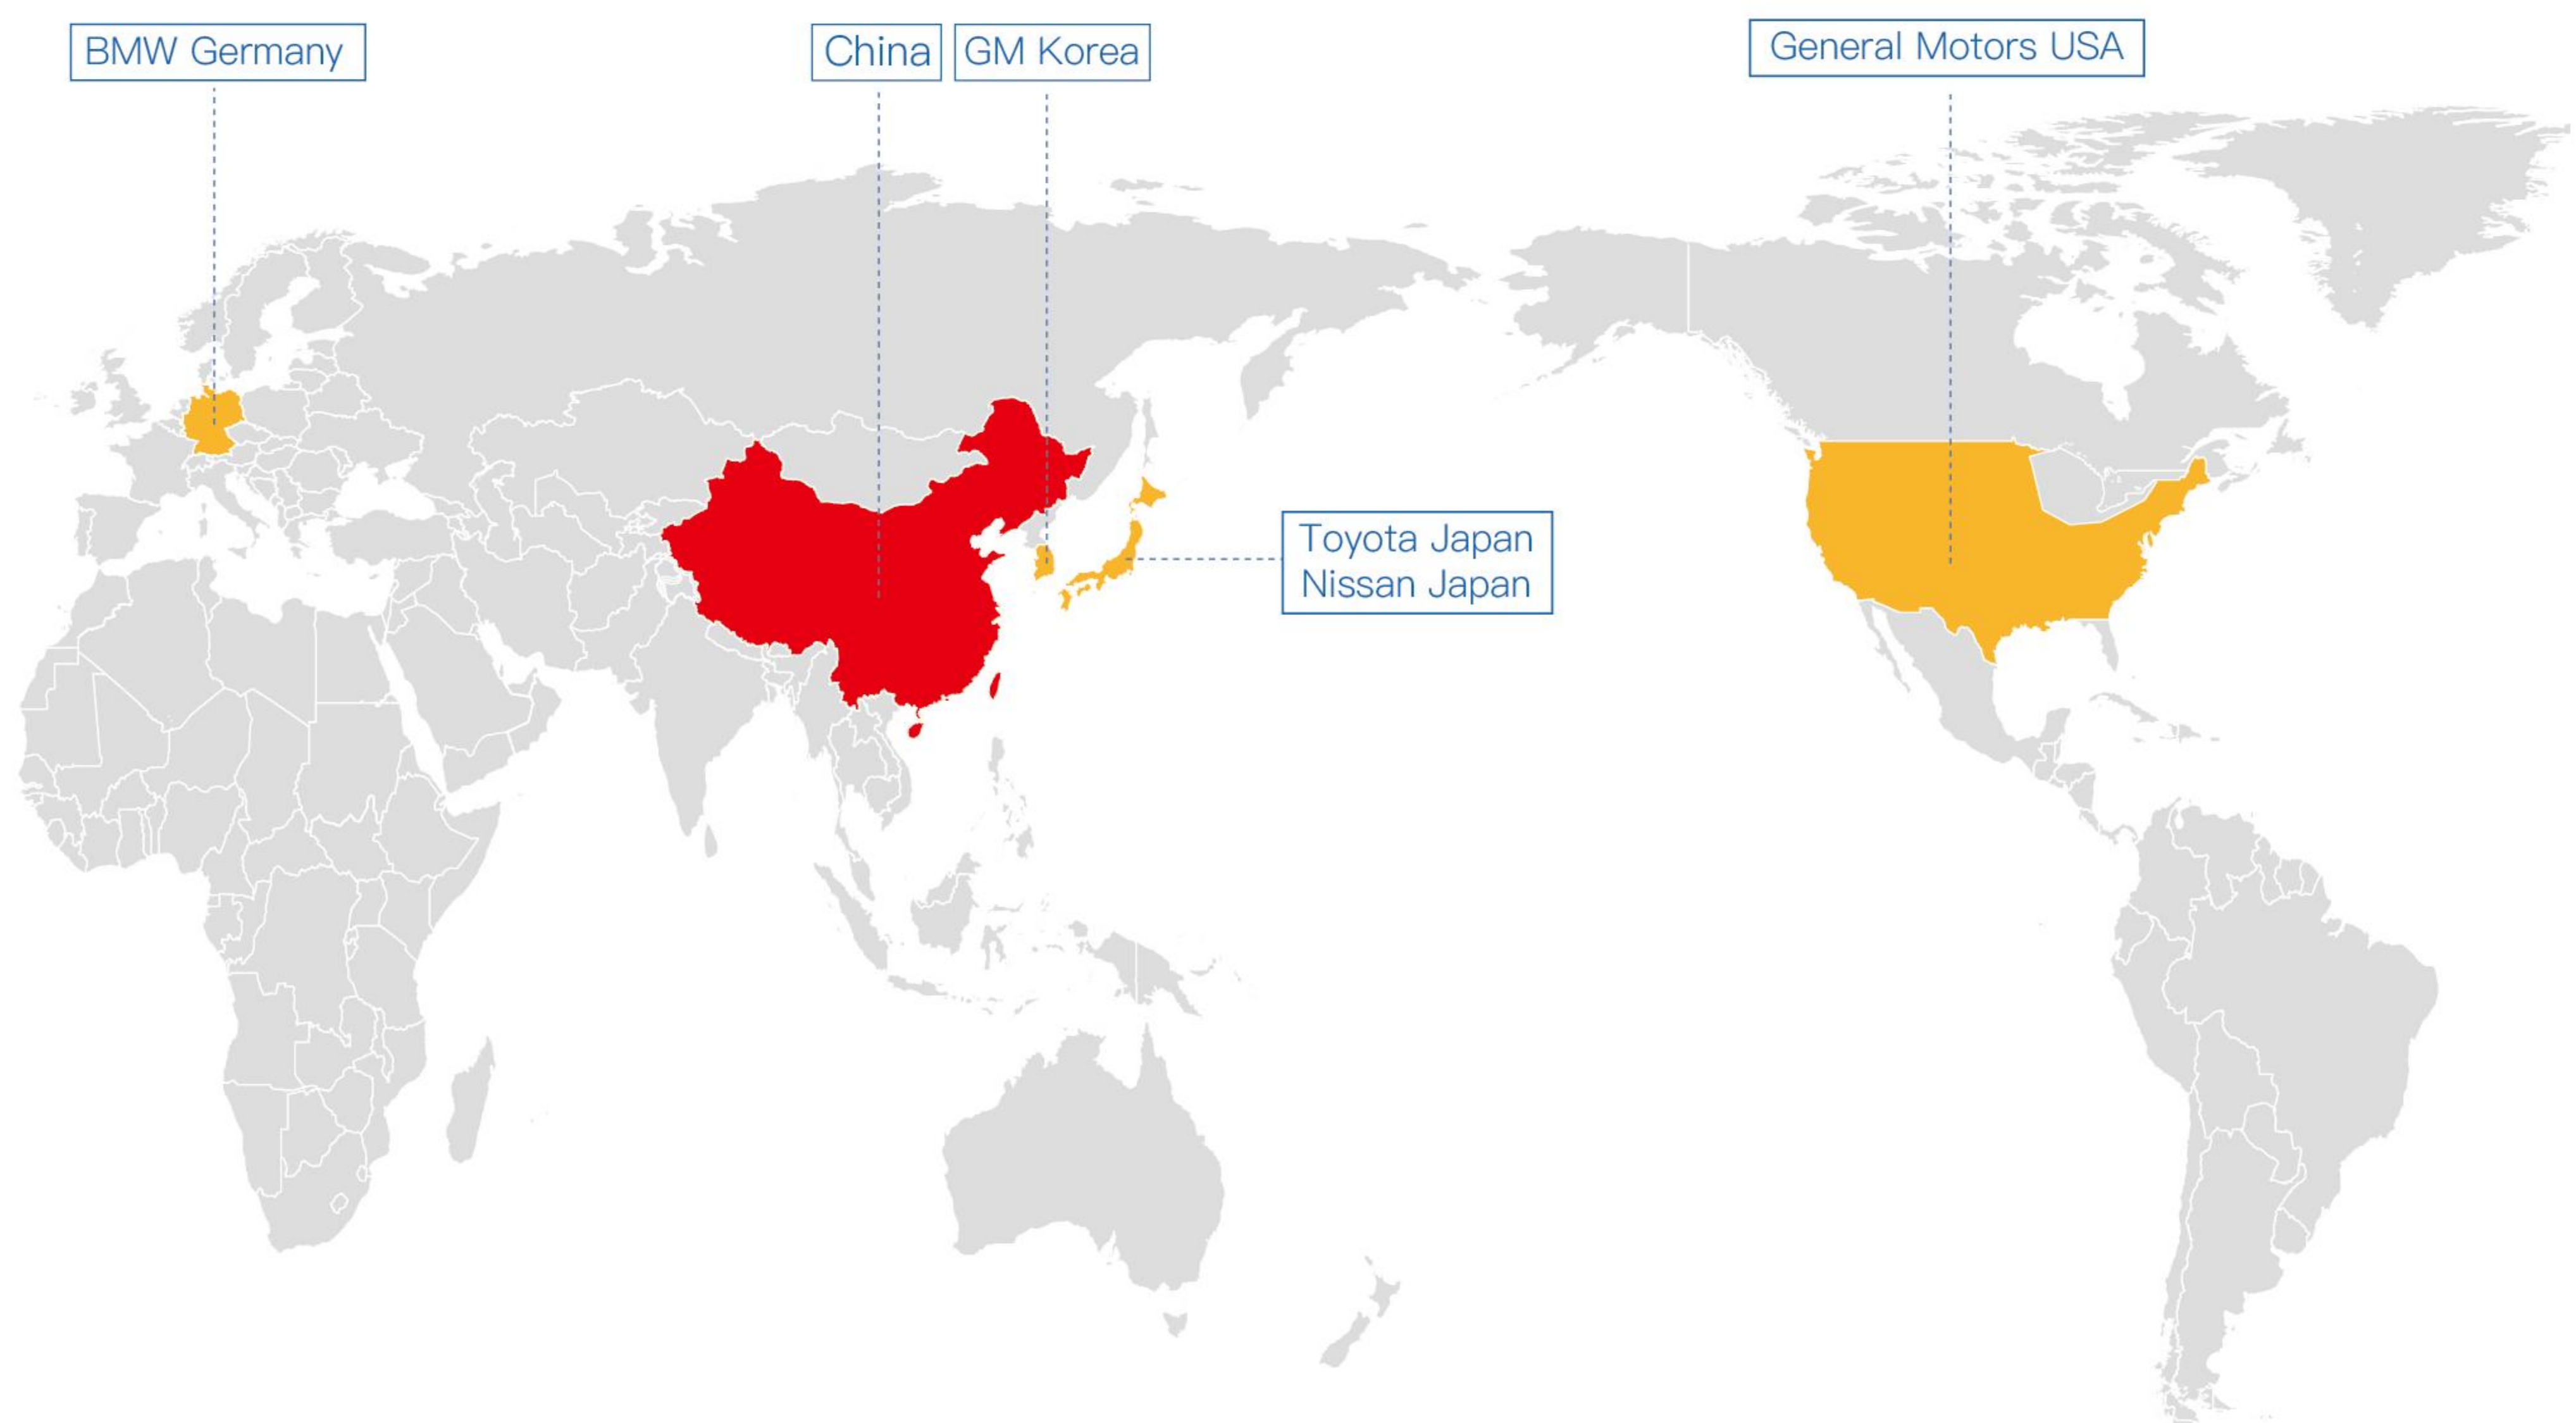 BMW Germany
China
GM Korea
General Motors USA
Toyota Japan
Nissan Japan